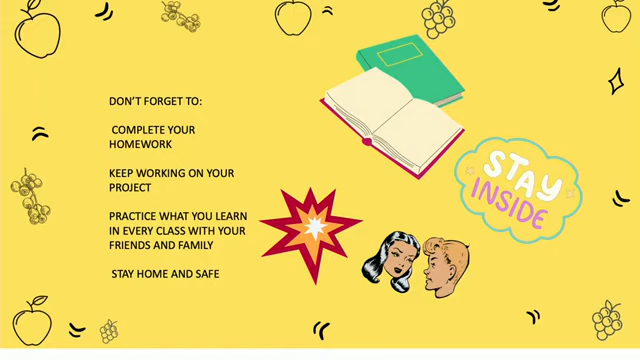 DON'T FORGET TO:
COMPLETE YOUR
HOMEWORK
KEEP WORKING ON YOUR
PROJECT
PRACTICE WHAT YOU LEARN
IN EVERY CLASS WITH YOUR
FRIENDS AND FAMILY
STAY HOME AND SAFE
STAY
INSIDE